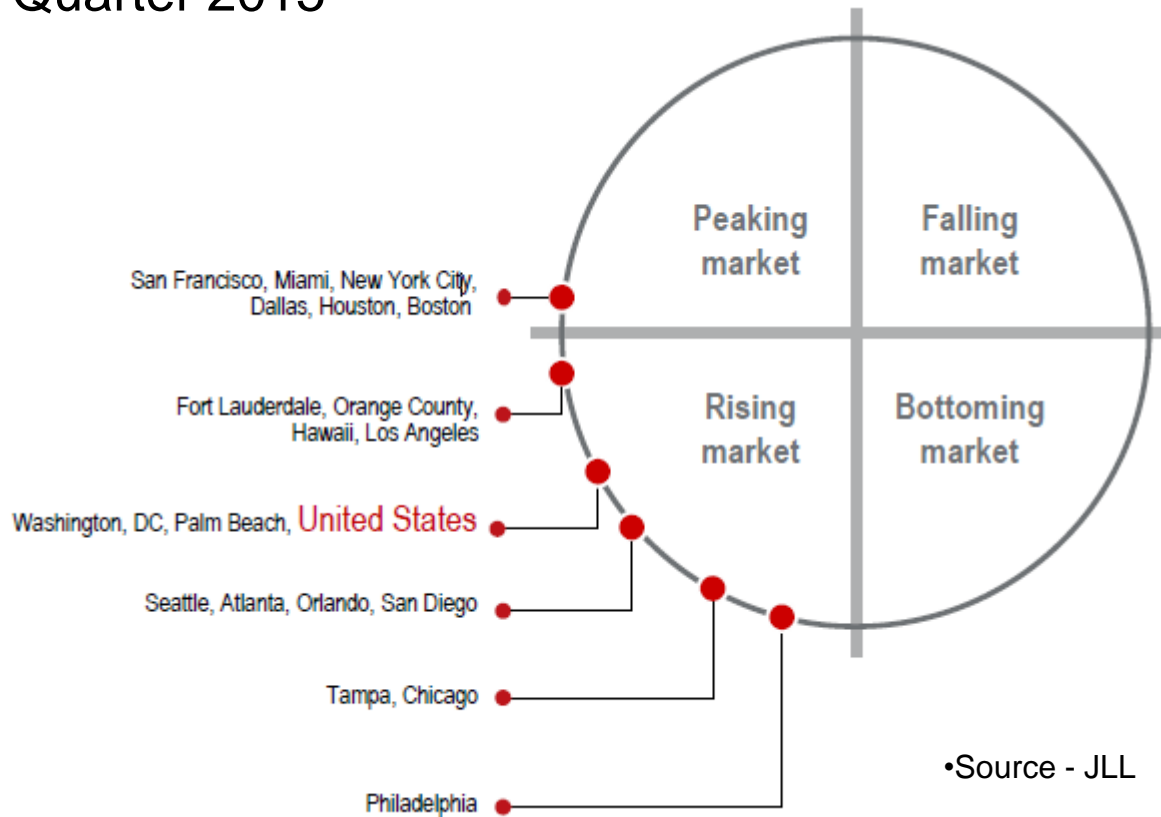 Quarter 2015
Peaking
market
Falling
market
San Francisco, Miami, New York City,
Dallas, Houston, Boston
Rising
market
Bottoming
market
Fort Lauderdale, Orange County,
Hawaii, Los Angeles
Washington, DC, Palm Beach, United States
Seattle, Atlanta, Orlando, San Diego
Tampa, Chicago
•Source - JLL
Philadelphia